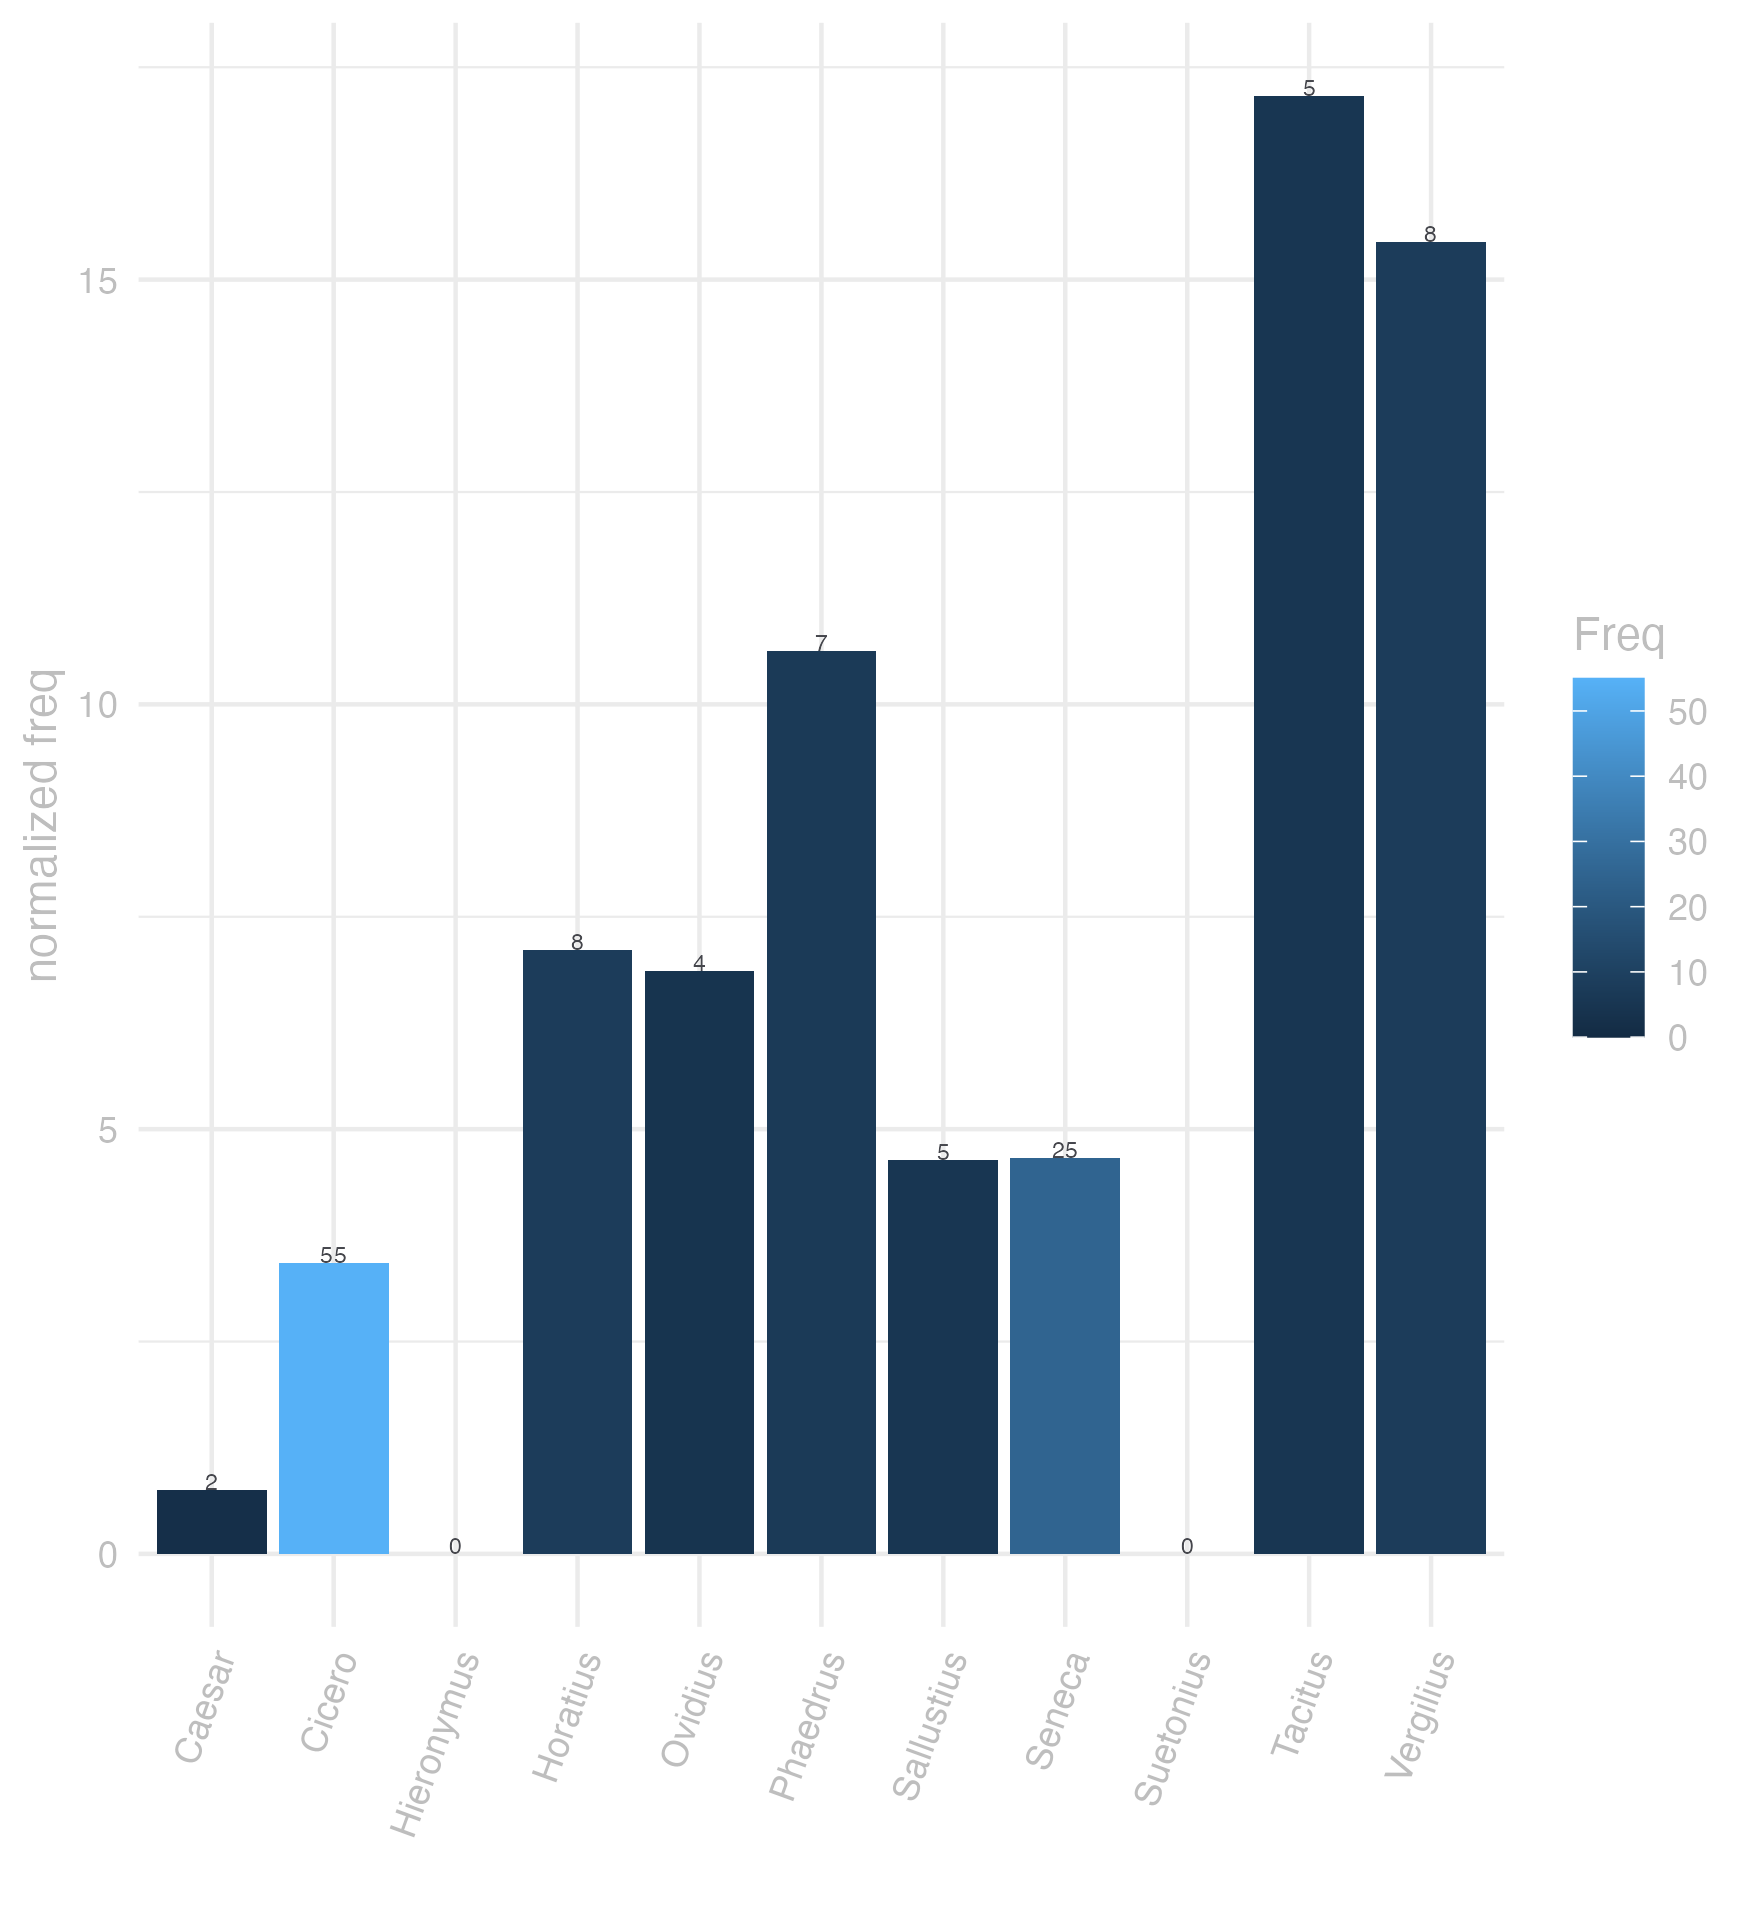 5
8
15
7
Freq
50
10
normalized freq
40
30
20
8
4
10
0
5
5
25
55
2
0
0
0
Caesar
Cicero
Hieronymus
Horatius
Ovidius
Phaedrus
Sallustius
Seneca
Suetonius
Tacitus
Vergilius